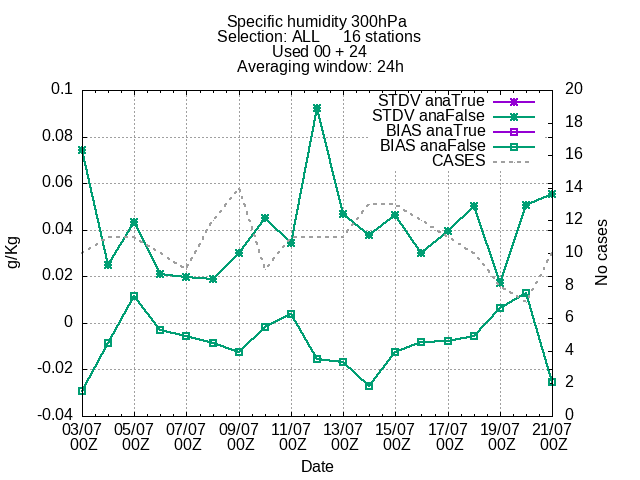 Specific humidity 300hPa
Selection: ALL 16 stations
Used 00 + 24
Averaging window: 24h
STDV anaTrue
STDV anaFalse
BIAS anaTrue
BIAS anaFalse
CASES
g/Kg
0.1
0.08
0.06
0.04
0.02
0
-0.02
-0.04
20
18
16
14
12
10
8
6
4
2
0
No cases
03/07 05/07 07/07 09/07 11/07 13/07 15/07 17/07 19/07 21/07
00Z 00Z 00Z 00Z 00Z 00Z 00Z 00Z 00Z 00Z
Date